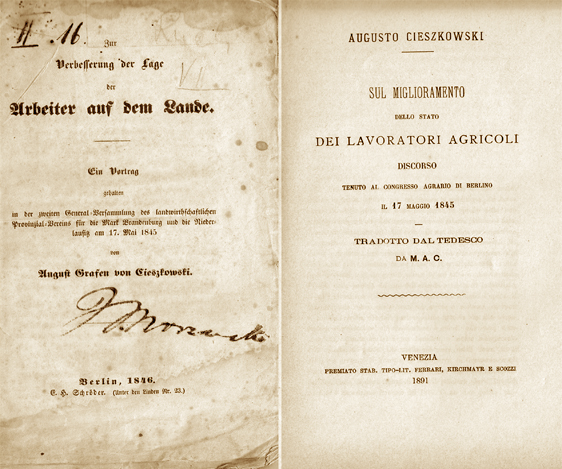 II 16.
Zur
Verbesserung der Lage
der
Arbeiter auf dem Lande.
Ein Vortrag
gehalten
in der zweiten General-Versammlung des landwirthschaftlichen
Provinzial-Vereins für die Mark Brandenburg und die Nieder-
lausitz am 17. Mai 1845
von
August Grafen von Cieszkowski.
Berlin, 1846.
E. H. Schröder. (Unter den Linden Nr. 23.)
AUGUSTO CIESZKOWSKI
SUL MIGLIORAMENTO
DELLO STATO
DEI LAVORATORI AGRICOLI
DISCORSO
TENUTO AL CONGRESSO AGRARIO DI BERLINO
IL 17 MAGGIO 1845
TRADOTTO DAL TEDESCO
DA M. A. C.
VENEZIA
PREMIATO STAB. TIPO-LIT. FERRARI, KIRCHMAYR E SCOZZI
1891